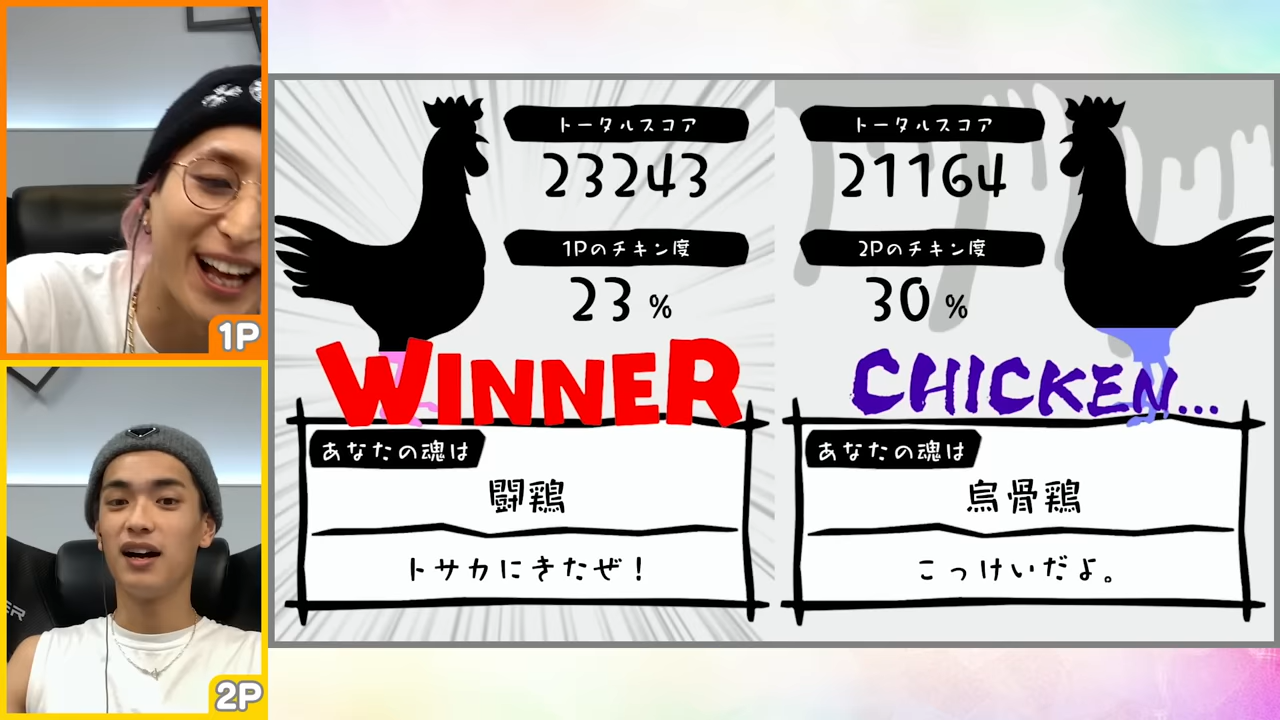 トータルスコア
23243
1Pのチキン度
23 %
WINNER
あなたの魂は
闘鶏
トサカにきたぜ！
トータルスコア
21164
2Pのチキン度
30 %
CHICKEN...
あなたの魂は
烏骨鶏
こっけいだよ。
1P
2P
ER